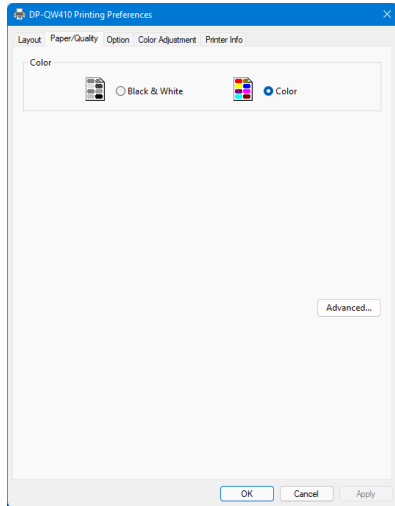 DP-QW410 Printing Preferences
Layout Paper/Quality Option Color Adjustment Printer Info
Color
Black & White Color
Advanced...
OK Cancel Apply